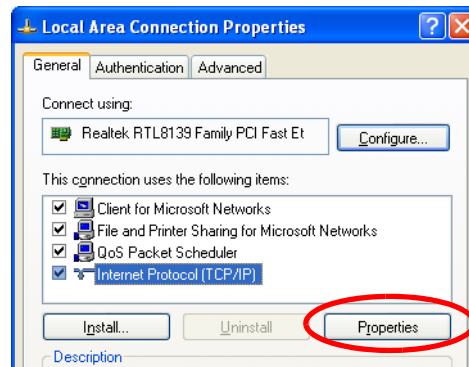 Local Area Connection Properties
General Authentication Advanced
Connect using:
Realtek RTL8139 Family PCI Fast Et Configure...
This connection uses the following items:
Client for Microsoft Networks
File and Printer Sharing for Microsoft Networks
QoS Packet Scheduler
Internet Protocol (TCP/IP)
Install... Uninstall Properties
Description